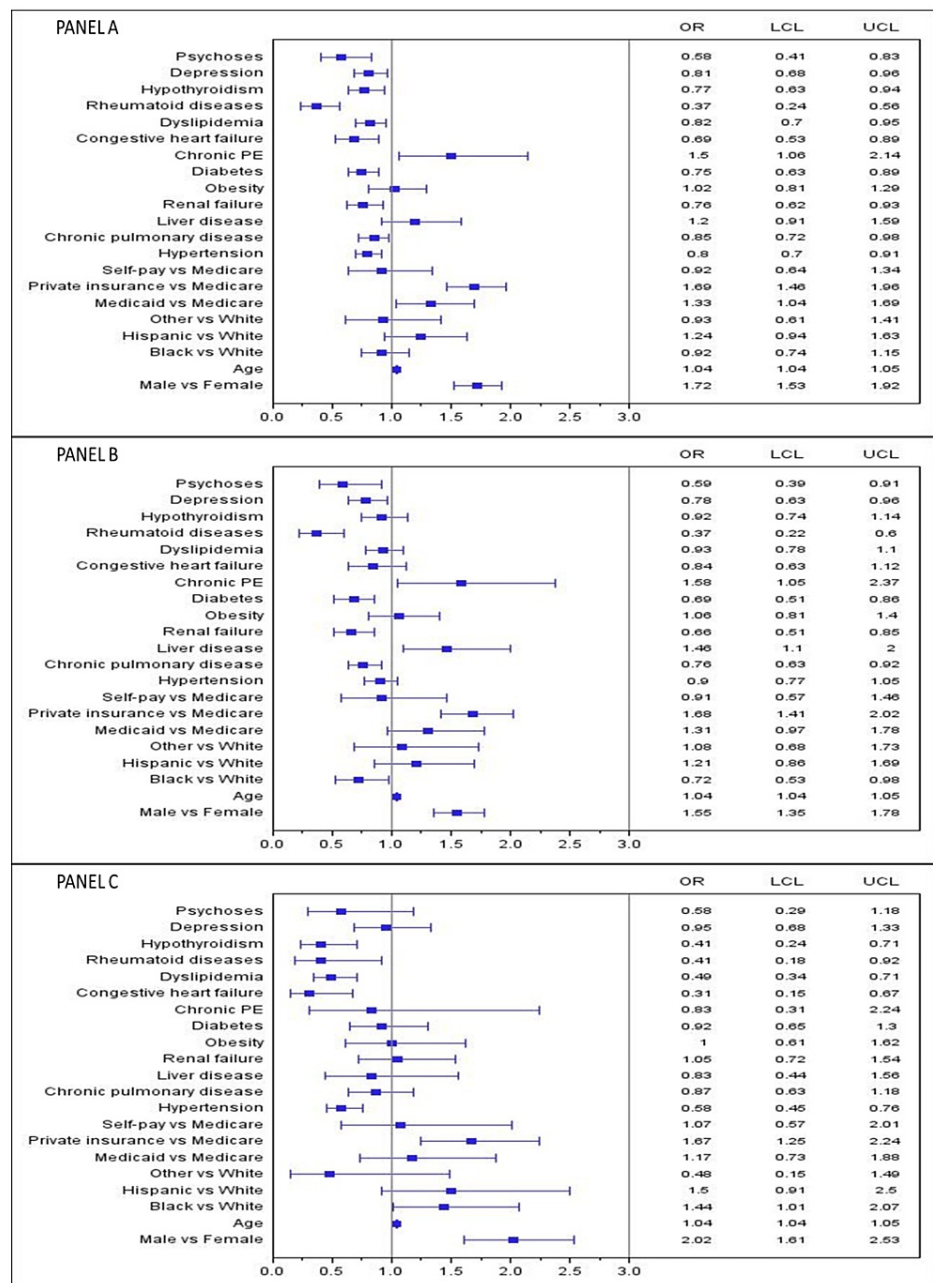 PANEL A OR LCL UCL
Psychoses 0.58 0.41 0.83
Depression 0.81 0.68 0.96
Hypothyroidism 0.77 0.63 0.94
Rheumatoid diseases 0.37 0.24 0.56
Dyslipidemia 0.82 0.7 0.95
Congestive heart failure 0.69 0.53 0.89
Chronic PE 1.5 1.06 2.14
Diabetes 0.75 0.63 0.89
Obesity 1.02 0.81 1.29
Renal failure 0.76 0.62 0.93
Liver disease 1.2 0.91 1.59
Chronic pulmonary disease 0.85 0.72 0.98
Hypertension 0.8 0.7 0.91
Self-pay vs Medicare 0.92 0.64 1.34
Private insurance vs Medicare 1.69 1.46 1.96
Medicaid vs Medicare 1.33 1.04 1.69
Other vs White 0.93 0.61 1.41
Hispanic vs White 1.24 0.94 1.63
Black vs White 0.92 0.74 1.15
Age 1.04 1.04 1.05
Male vs Female 1.72 1.53 1.92
0.0 0.5 1.0 1.5 2.0 2.5 3.0
PANEL B OR LCL UCL
Psychoses 0.59 0.39 0.91
Depression 0.78 0.63 0.96
Hypothyroidism 0.92 0.74 1.14
Rheumatoid diseases 0.37 0.22 0.6
Dyslipidemia 0.93 0.78 1.1
Congestive heart failure 0.84 0.63 1.12
Chronic PE 1.58 1.05 2.37
Diabetes 0.69 0.51 0.86
Obesity 1.06 0.81 1.4
Renal failure 0.66 0.51 0.85
Liver disease 1.46 1.1 2
Chronic pulmonary disease 0.76 0.63 0.92
Hypertension 0.9 0.77 1.05
Self-pay vs Medicare 0.91 0.57 1.46
Private insurance vs Medicare 1.68 1.41 2.02
Medicaid vs Medicare 1.31 0.97 1.78
Other vs White 1.08 0.68 1.73
Hispanic vs White 1.21 0.86 1.69
Black vs White 0.72 0.53 0.98
Age 1.04 1.04 1.05
Male vs Female 1.55 1.35 1.78
0.0 0.5 1.0 1.5 2.0 2.5 3.0
PANEL C OR LCL UCL
Psychoses 0.58 0.29 1.18
Depression 0.95 0.68 1.33
Hypothyroidism 0.41 0.24 0.71
Rheumatoid diseases 0.41 0.18 0.92
Dyslipidemia 0.49 0.34 0.71
Congestive heart failure 0.31 0.15 0.67
Chronic PE 0.83 0.31 2.24
Diabetes 0.92 0.65 1.3
Obesity 1 0.61 1.62
Renal failure 1.05 0.72 1.54
Liver disease 0.83 0.44 1.56
Chronic pulmonary disease 0.87 0.63 1.18
Hypertension 0.58 0.45 0.76
Self-pay vs Medicare 1.07 0.57 2.01
Private insurance vs Medicare 1.67 1.25 2.24
Medicaid vs Medicare 1.17 0.73 1.88
Other vs White 0.48 0.15 1.49
Hispanic vs White 1.5 0.91 2.5
Black vs White 1.44 1.01 2.07
Age 1.04 1.04 1.05
Male vs Female 2.02 1.61 2.53
0.0 0.5 1.0 1.5 2.0 2.5 3.0